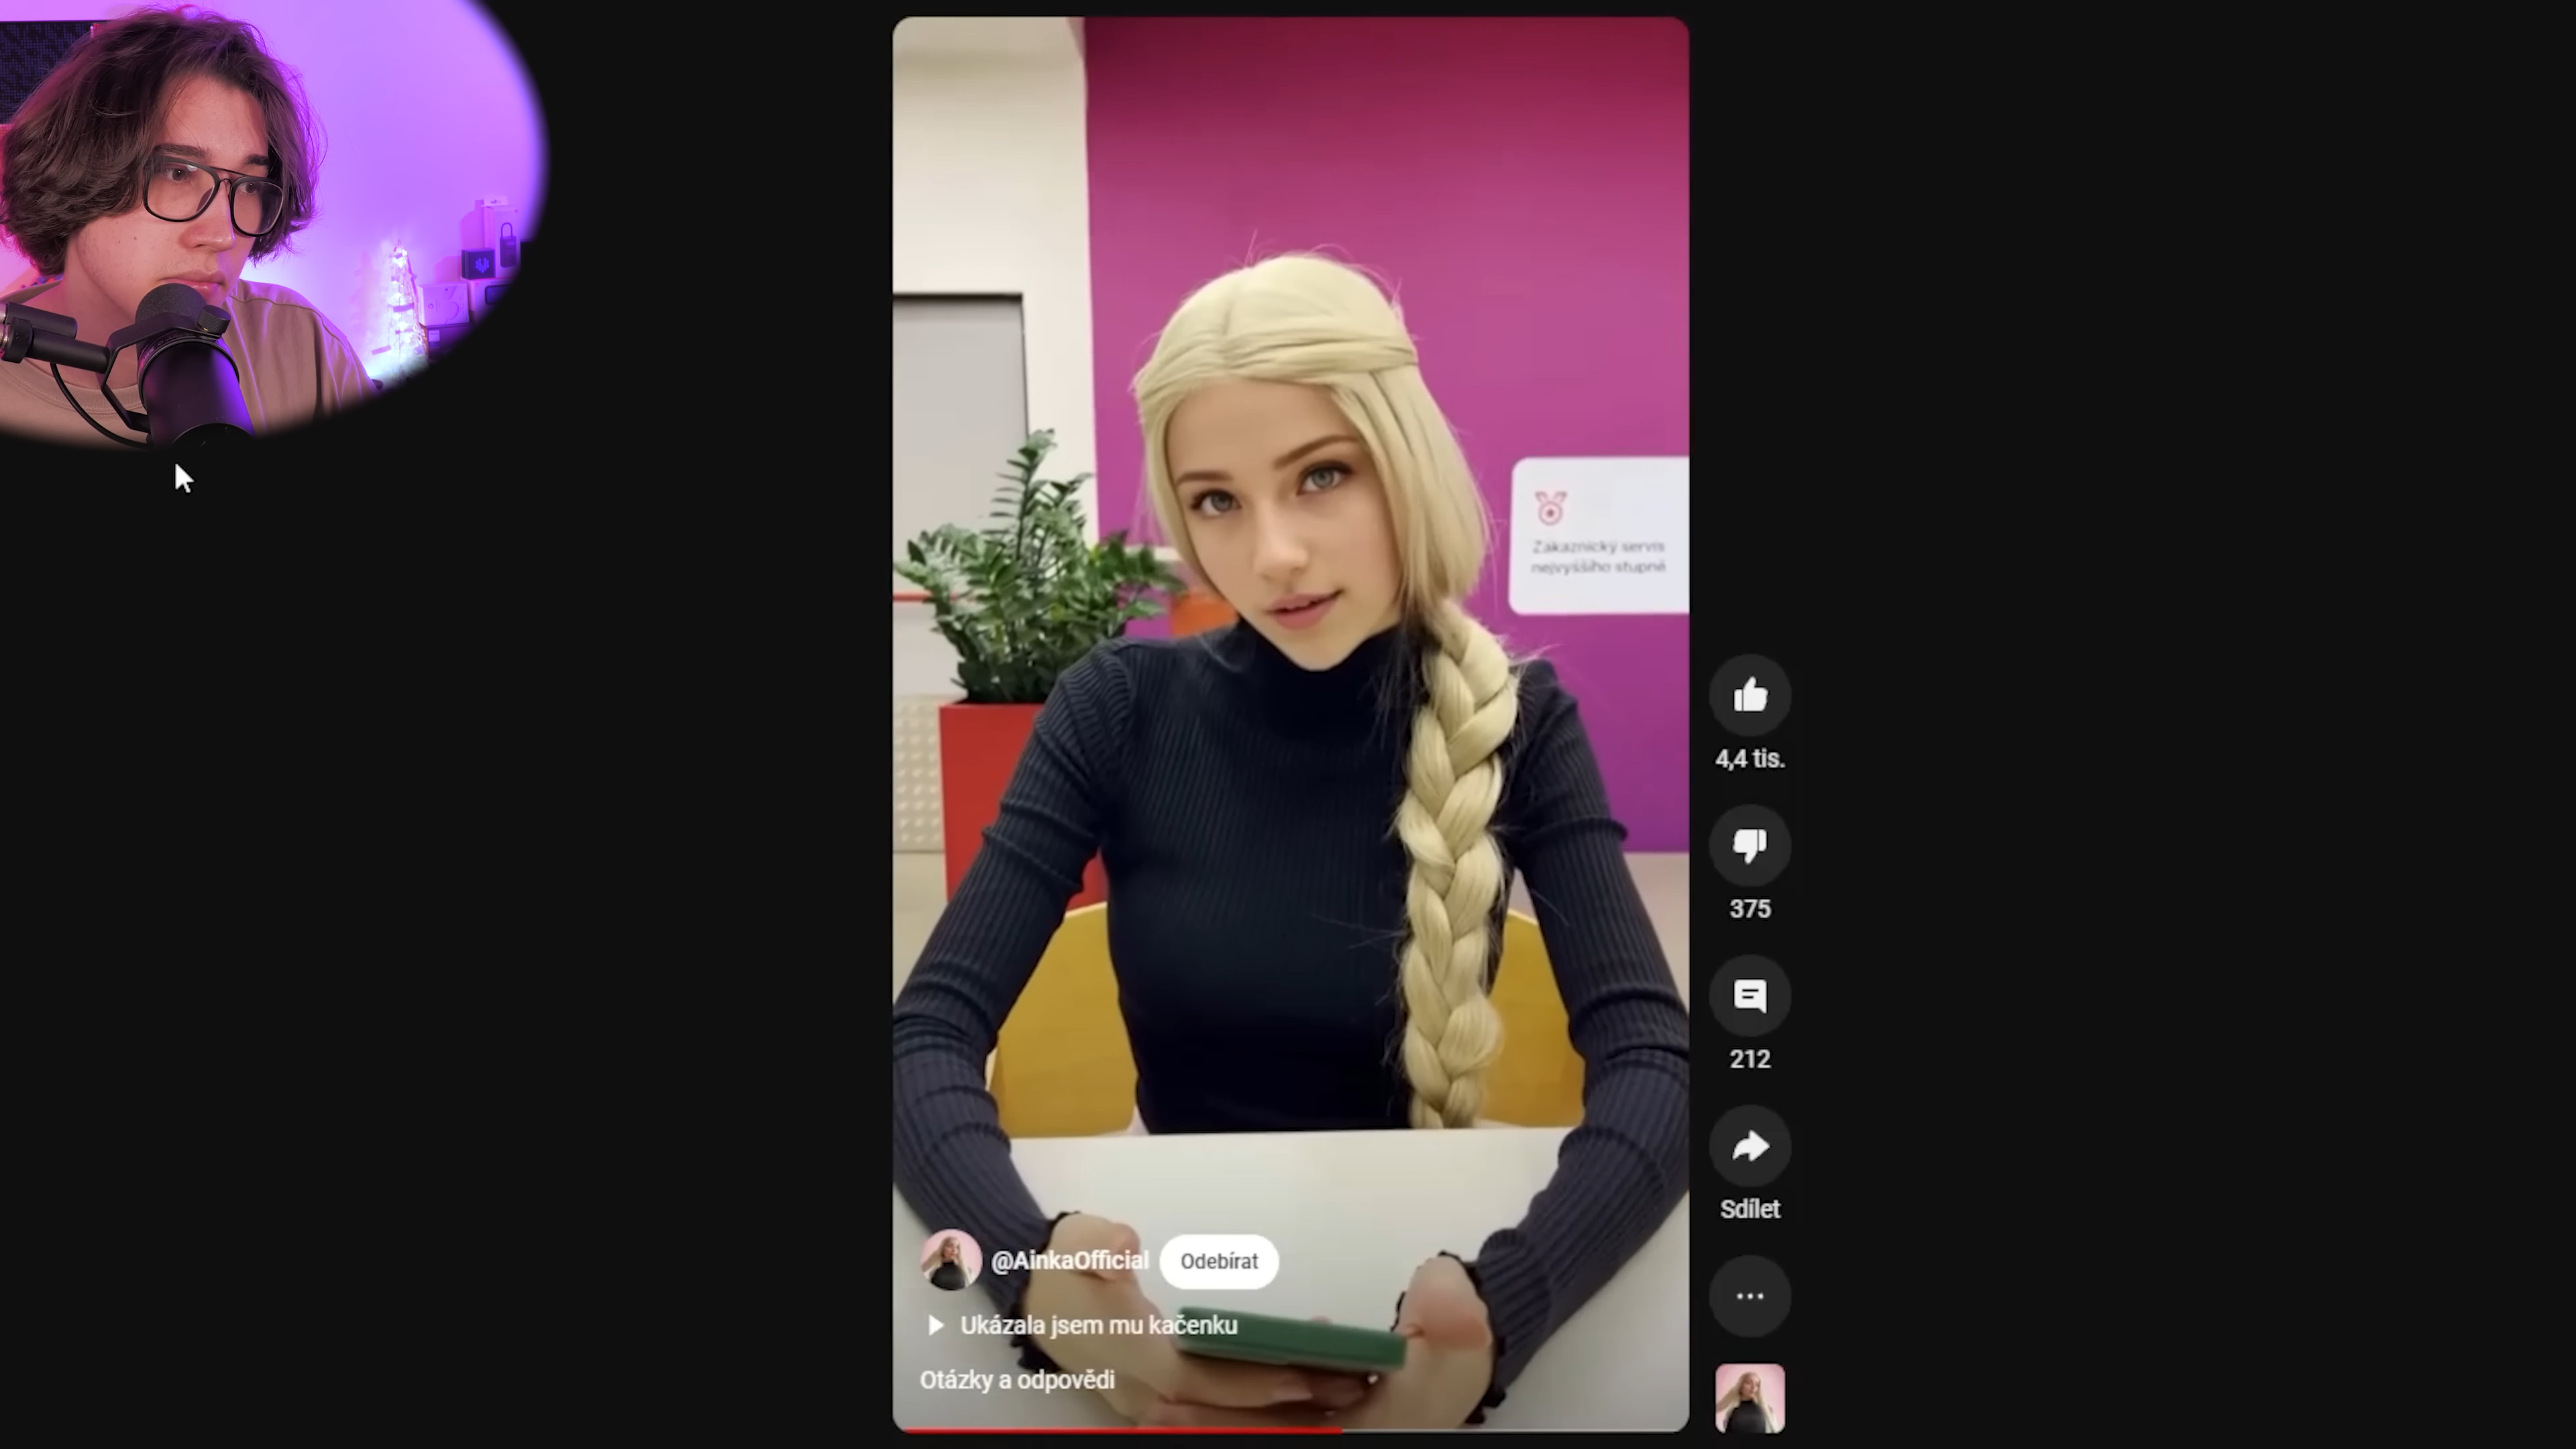 Zákaznický servis
nejvyššího stupně
4,4 tis.
375
212
Sdílet
@AinkaOfficial
Odebírat
Ukázala jsem mu kačenku
Otázky a odpovědi